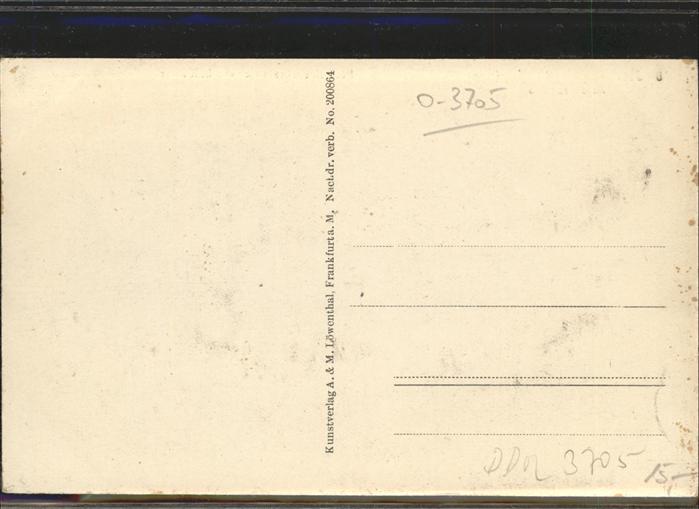 Kunstverlag A. & M. Löwenthal, Frankfurt a. M. Nachdr. verb. No. 200864
O-3705
DDR 3705
15-